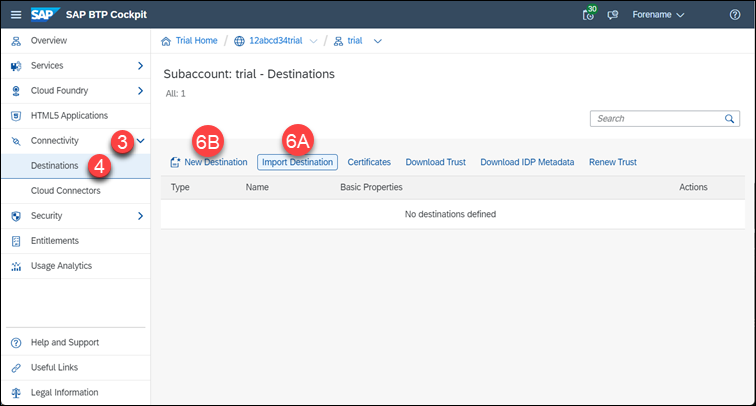 SAP SAP BTP Cockpit 30 Forename
Overview
Services
Cloud Foundry
HTML5 Applications
Connectivity 3
Destinations 4
Cloud Connectors
Security
Entitlements
Usage Analytics
Help and Support
Useful Links
Legal Information
Trial Home / 12abcd34trial / trial
Subaccount: trial - Destinations
All: 1
Search
6B 6A
New Destination Import Destination Certificates Download Trust Download IDP Metadata Renew Trust
Type Name Basic Properties Actions
No destinations defined